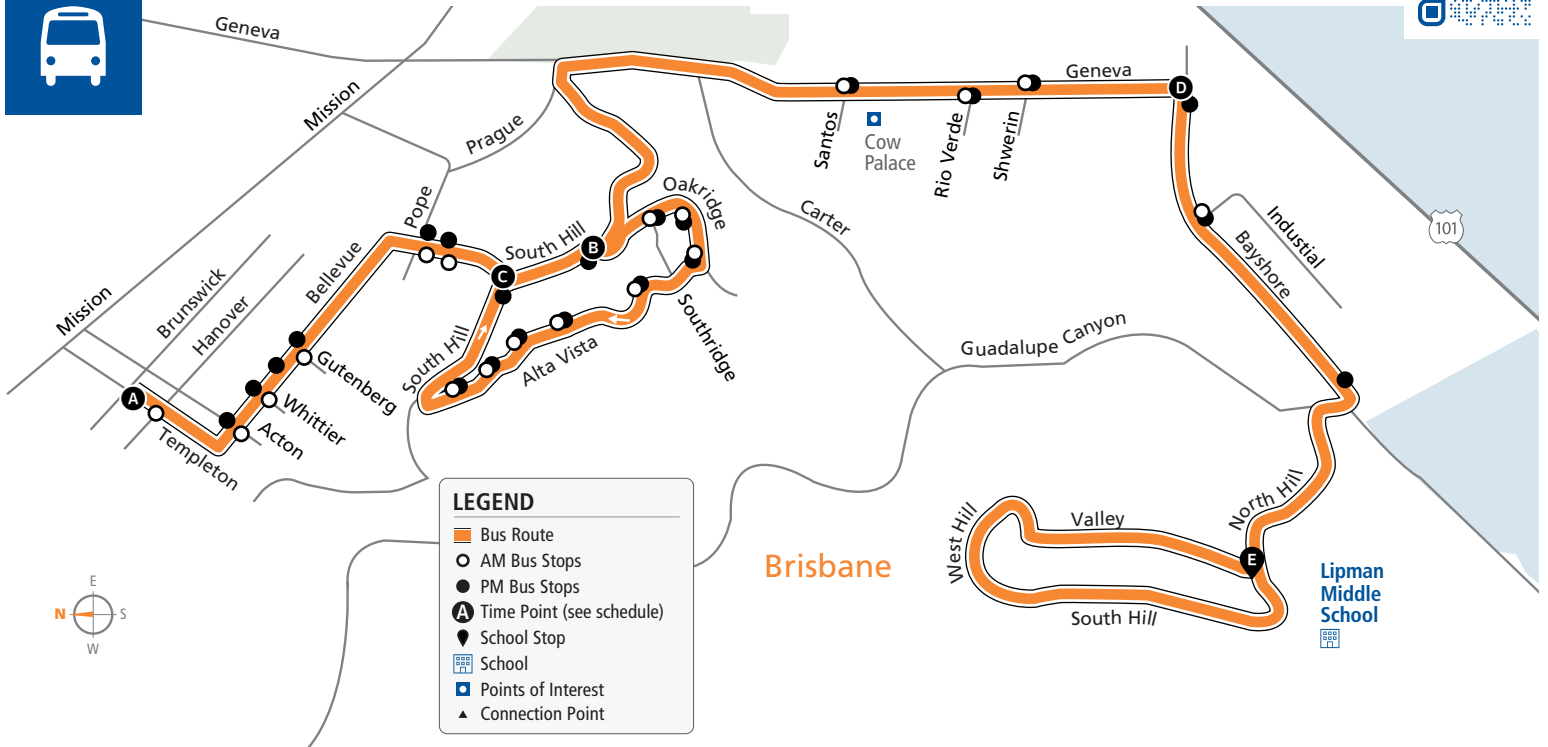 Geneva
Mission
Prague
Pope
Geneva
D
Santos
Cow
Palace
Rio Verde
Shwerin
Oakridge
South Hill
B
C
Carter
101
Industial
Bayshore
Bellevue
Brunswick
Hanover
Mission
Gutenberg
Whittier
Acton
A
Templeton
South Hill
Alta Vista
Southridge
Guadalupe Canyon
LEGEND
Bus Route
AM Bus Stops
PM Bus Stops
A Time Point (see schedule)
School Stop
School
Points of Interest
Connection Point
Brisbane
West Hill
Valley
North Hill
E
South Hill
Lipman
Middle
School
E
N S
W